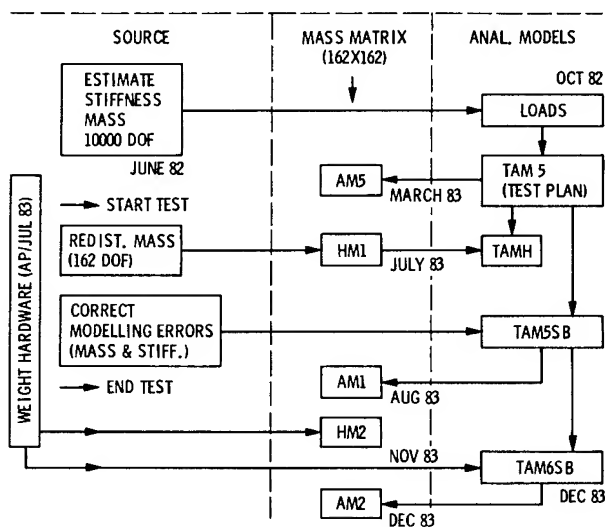 SOURCE
MASS MATRIX
(162X162)
ANAL. MODELS
ESTIMATE
STIFFNESS
MASS
10000 DOF
JUNE 82
OCT 82
LOADS
AM5
MARCH 83
TAM 5
(TEST PLAN)
WEIGHT HARDWARE (AP/JUL 83)
START TEST
REDIST. MASS
(162 DOF)
HM1
JULY 83
TAMH
CORRECT
MODELLING ERRORS
(MASS & STIFF.)
TAM5SB
END TEST
AM1
AUG 83
HM2
NOV 83
TAM6SB
DEC 83
AM2
DEC 83